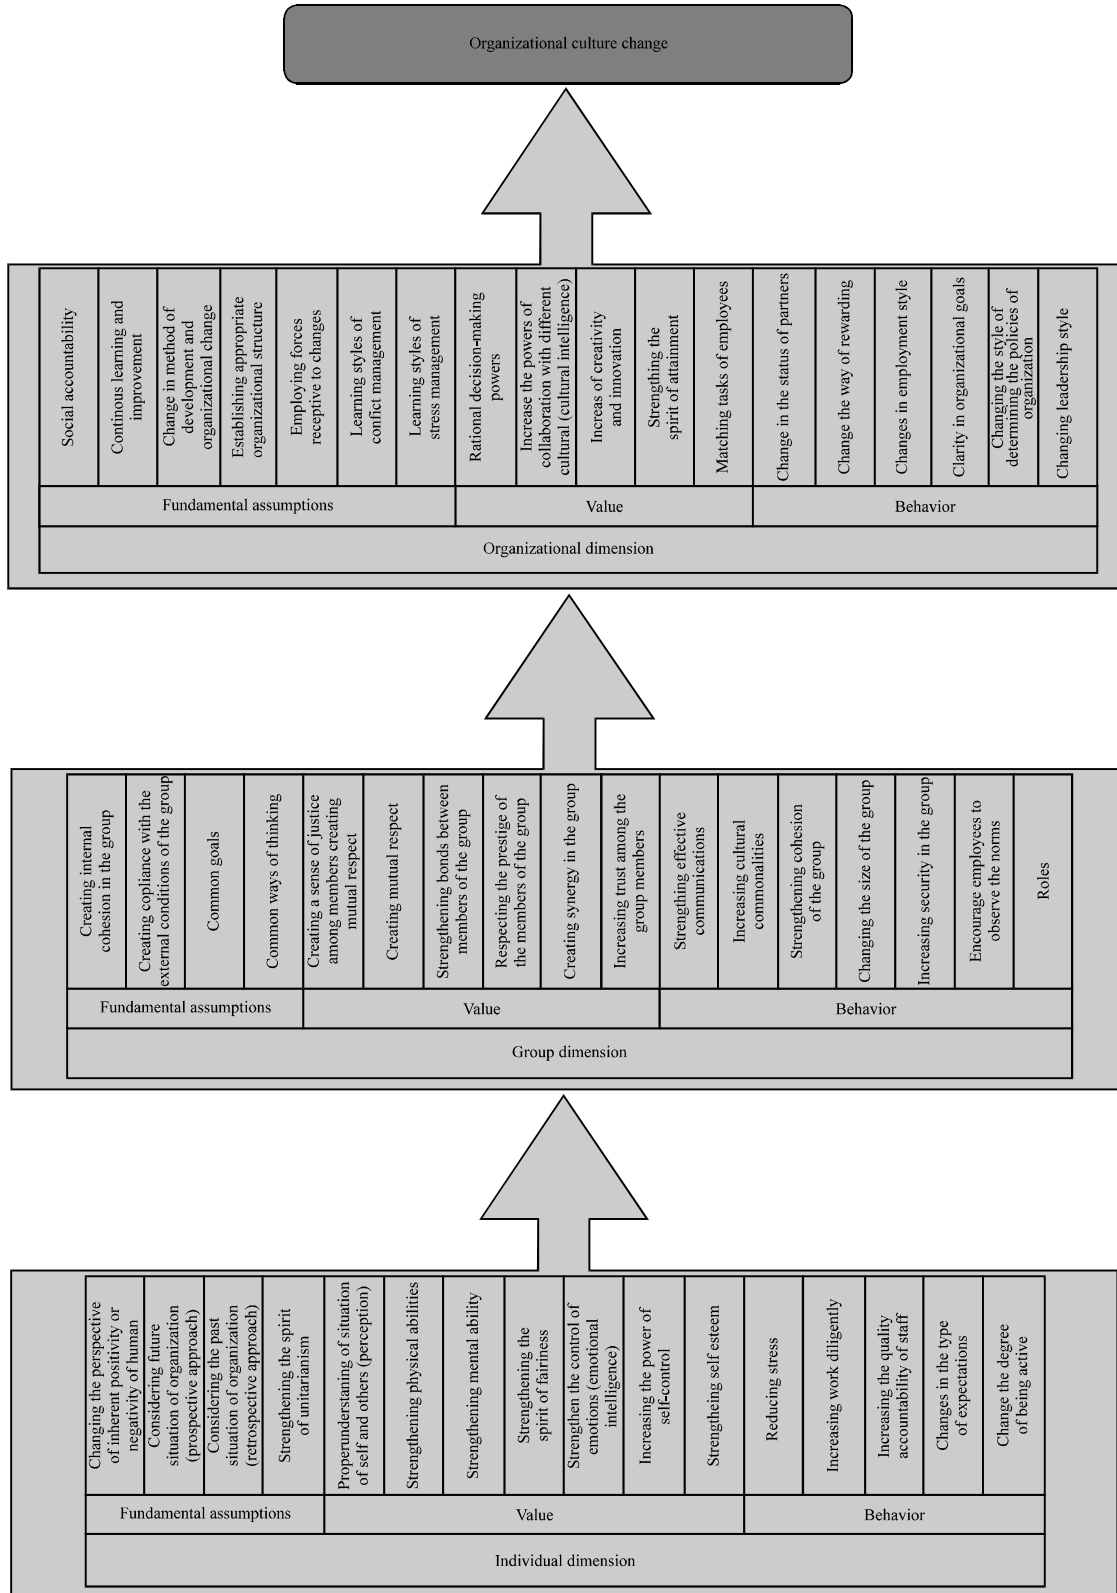 Organizational culture change
Social accountability
Continous learning and
improvement
Change in method of
development and
organizational change
Establishing appropriate
organizational structure
Employing forces
receptive to changes
Learning styles of
confict management
Learning styles of
stress management
Rational decision-making
powers
Increase the powers of
collaboration with different
cultural (cultural intelligence)
Increas of creativity
and innovation
Strengthing the
spirit of attainment
Matching tasks of employees
Change in the status of partners
Change the way of rewarding
Changes in employment style
Clarity in organizational goals
Changing the style of
determining the policies of
organization
Changing leadership style
Fundamental assumptions
Value
Behavior
Organizational dimension
Creating internal
cohesion in the group
Creating copliance with the
external conditions of the group
Common goals
Common ways of thinking
Creating a sense of justice
among members creating
mutual respect
Creating mutual respect
Strengthening bonds between
members of the group
Respecting the prestige of
the members of the group
Creating synergy in the group
Increasing trust among the
group members
Strengthing effective
communications
Increasing cultural
commonalities
Strengthening cohesion
of the group
Changing the size of the group
Increasing security in the group
Encourage employees to
observe the norms
Roles
Fundamental assumptions
Value
Behavior
Group dimension
Changing the perspective
of inherent positivity or
negativity of human
Considering future
situation of organization
(prospective approach)
Considering the past
situation of organization
(retrospective approach)
Strengthening the spirit
of unitarianism
Properunderstaning of situation
of self and others (perception)
Strengthening physical abilities
Strengthening mental ability
Strengthening the
spirit of fairiness
Strengthen the control of
emotions (emotional
intelligence)
Increasing the power of
self-control
Strengtheing self esteem
Reducing stress
Increasing work diligently
Increasing the quality
accountability of staff
Changes in the type
of expectations
Change the degree
of being active
Fundamental assumptions
Value
Behavior
Individual dimension